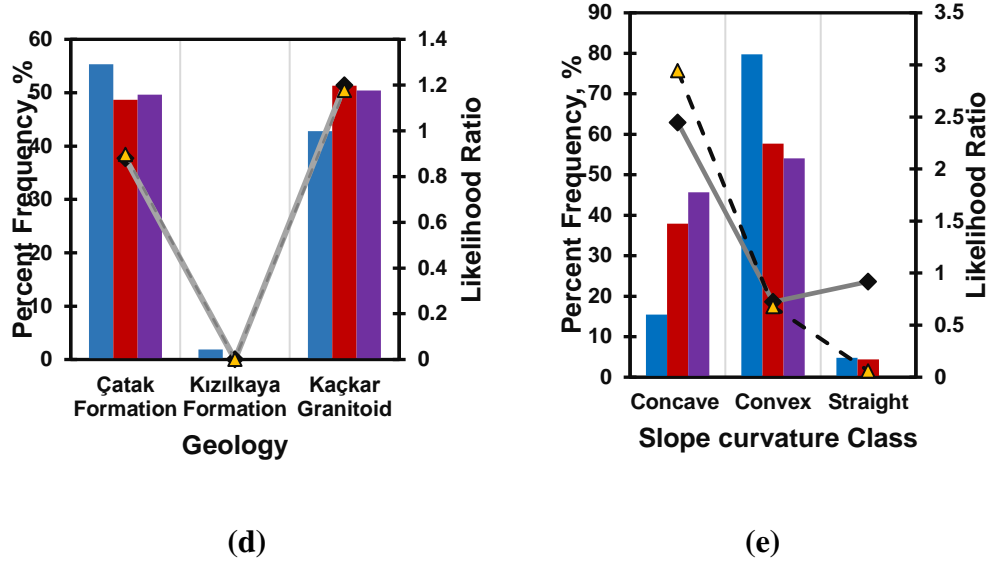 Percent Frequency, %
60
50
40
30
20
10
0
1.4
1.2
1
0.8
0.6
0.4
0.2
0
Likelihood Ratio
Çatak Formation
Kızılkaya Formation
Kaçkar Granitoid
Geology
(d)
Percent Frequency, %
90
80
70
60
50
40
30
20
10
0
3.5
3
2.5
2
1.5
1
0.5
0
Likelihood Ratio
Concave Convex Straight
Slope curvature Class
(e)